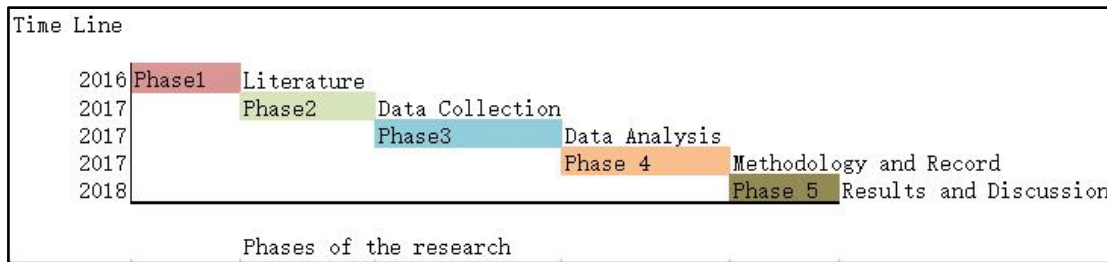 Time Line
2016 Phase1 Literature
2017 Phase2 Data Collection
2017 Phase3 Data Analysis
2017 Phase 4 Methodology and Record
2018 Phase 5 Results and Discussion
Phases of the research